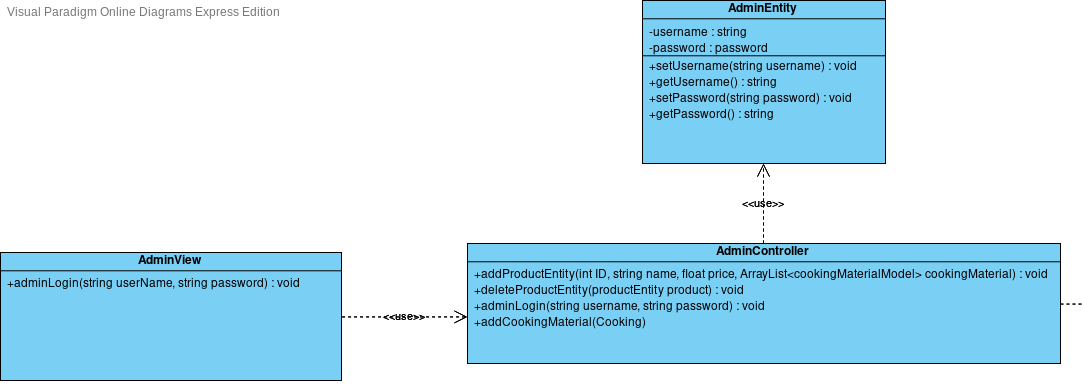 Visual Paradigm Online Diagrams Express Edition
AdminEntity
-username : string
-password : password
+setUsername(string username) : void
+getUsername() : string
+setPassword(string password) : void
+getPassword() : string
<<use>>
AdminView
+adminLogin(string userName, string password) : void
<<use>>
AdminController
+addProductEntity(int ID, string name, float price, ArrayList<cookingMaterialModel> cookingMaterial) : void
+deleteProductEntity(productEntity product) : void
+adminLogin(string username, string password) : void
+addCookingMaterial(Cooking)